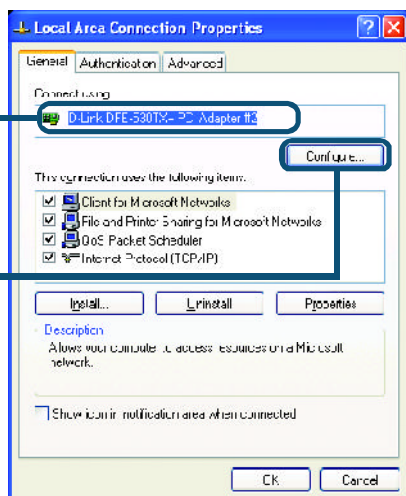 Local Area Connection Properties
General Authentication Advanced
Connect using
D-Link DFE-530TX+ PCI Adapter #2
Configure...
This connection uses the following items:
Client for Microsoft Networks
File and Printer Sharing for Microsoft Networks
QoS Packet Scheduler
Internet Protocol (TCP/IP)
Install... Uninstall Properties
Description
Allows your computer to access resources on a Microsoft
network.
Show icon in notification area when connected
OK Cancel